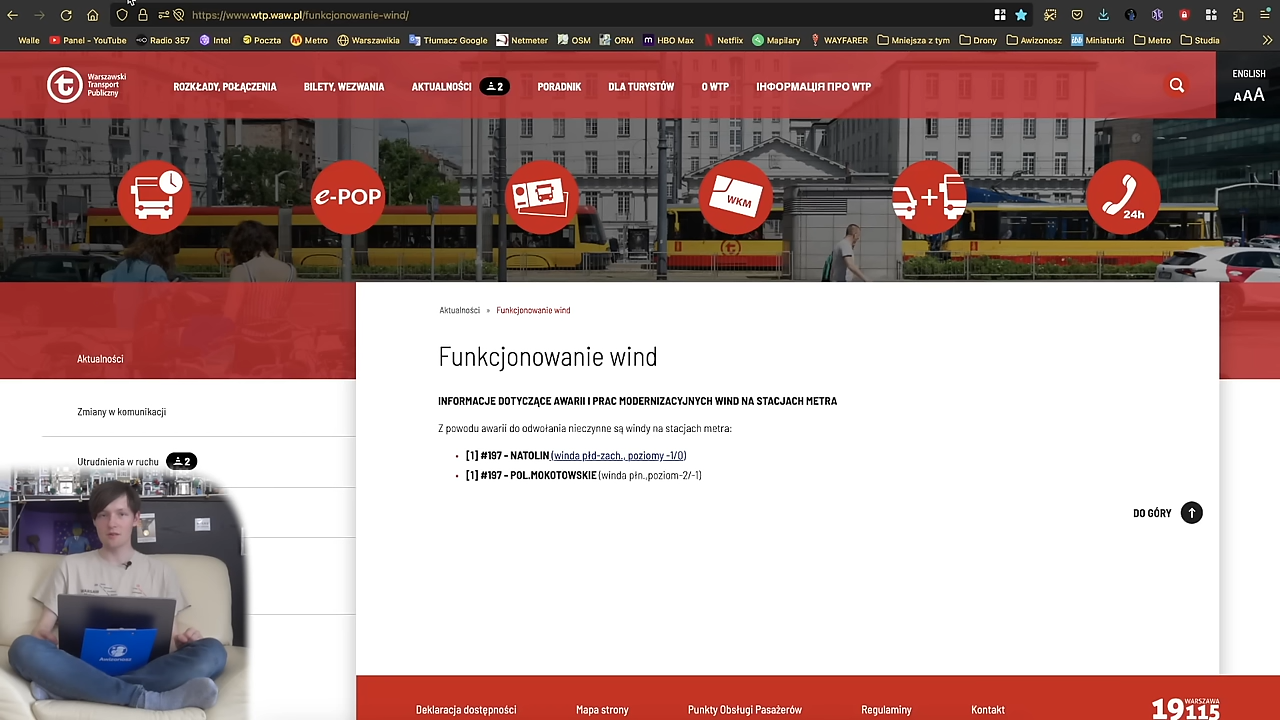 https://www.wtp.waw.pl/funkcjonowanie-wind/
Walle Panel - YouTube Radio 357 Intel Poczta Metro Warszawikia Tłumacz Google Netmeter OSM ORM HBO Max Netflix Mapilary WAYFARER Mniejsza z tym Drony Awizonosz Miniaturki Metro Studia
Warszawski
Transport
Publiczny
ROZKŁADY, POŁĄCZENIA BILETY, WEZWANIA AKTUALNOŚCI 2 PORADNIK DLA TURYSTÓW O WTP ІНФОРМАЦІЯ ПРО WTP
ENGLISH
AAA
e-POP
WKM
+
24h
Aktualności » Funkcjonowanie wind
Funkcjonowanie wind
Aktualności
INFORMACJE DOTYCZĄCE AWARII I PRAC MODERNIZACYJNYCH WIND NA STACJACH METRA
Zmiany w komunikacji
Z powodu awarii do odwołania nieczynne są windy na stacjach metra:
[1] #197 - NATOLIN (winda płd-zach., poziomy -1/0)
Utrudnienia w ruchu 2
[1] #197 - POL.MOKOTOWSKIE (winda płn.,poziom-2/-1)
DO GÓRY
Awizonosz
Deklaracja dostępności Mapa strony Punkty Obsługi Pasażerów Regulaminy Kontakt
WARSZAWA
19115